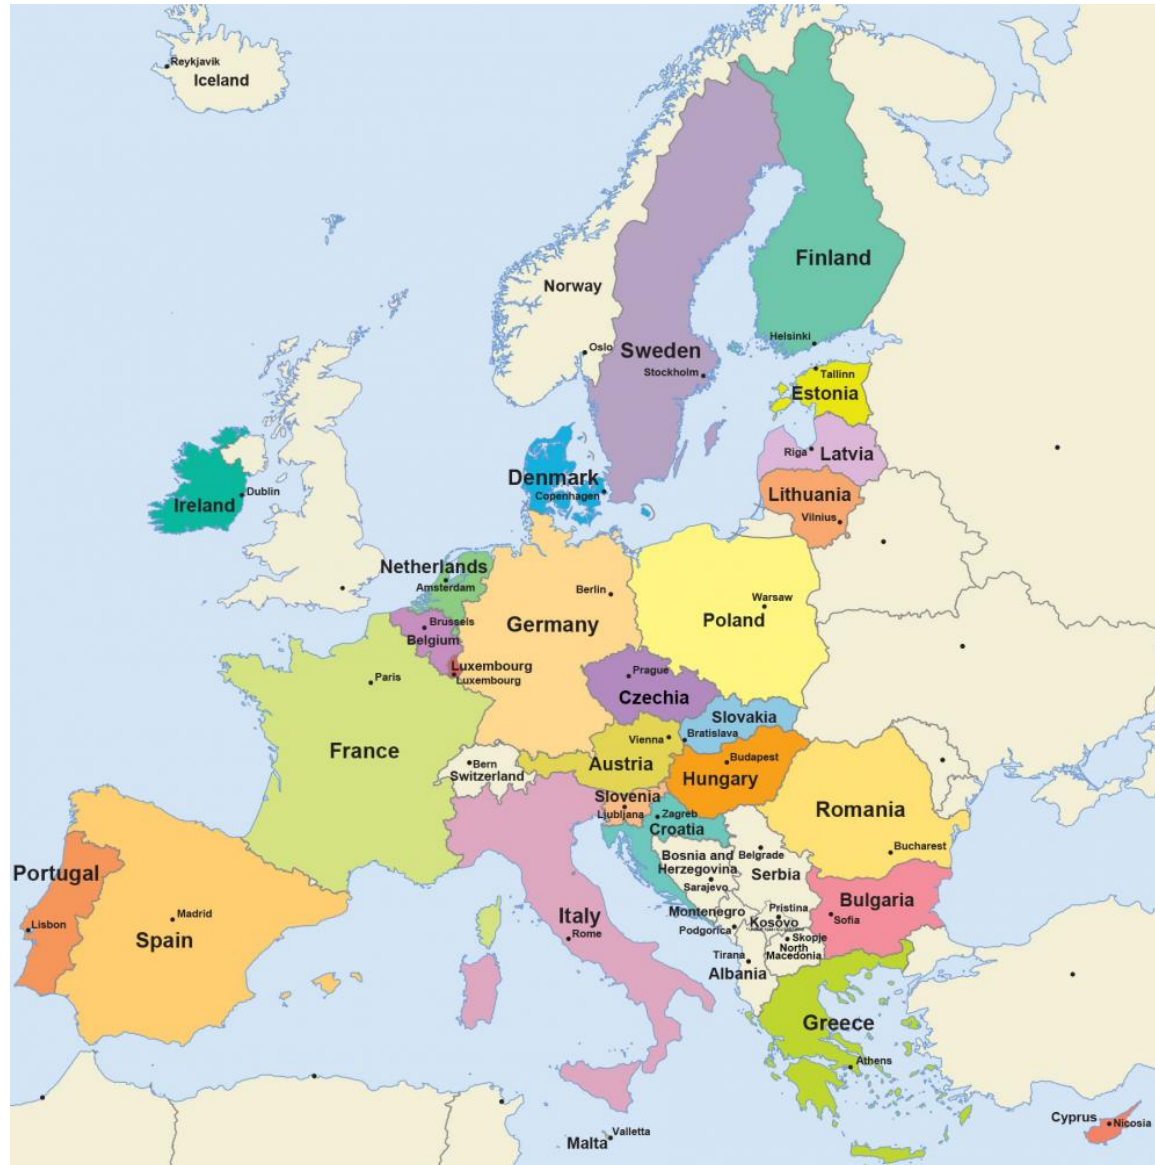 Reykjavik
Iceland
Finland
Norway
Helsinki
Oslo
Sweden
Stockholm
Tallinn
Estonia
Riga
Latvia
Denmark
Copenhagen
Lithuania
Vilnius
Dublin
Ireland
Netherlands
Amsterdam
Berlin
Warsaw
Poland
Germany
Brussels
Belgium
Luxembourg
Luxembourg
Paris
Prague
Czechia
Slovakia
Bratislava
Vienna
France
Bern
Switzerland
Austria
Budapest
Hungary
Slovenia
Ljubljana
Zagreb
Croatia
Romania
Bucharest
Bosnia and
Herzegovina
Sarajevo
Belgrade
Serbia
Portugal
Lisbon
Madrid
Spain
Italy
Rome
Montenegro
Podgorica
Pristina
Kosovo
Bulgaria
Sofia
Skopje
North
Macedonia
Tirana
Albania
Greece
Athens
Cyprus
Nicosia
Valletta
Malta